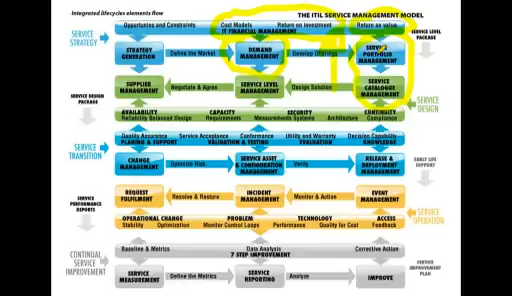 Integrated lifecycles elements flow
THE ITIL SERVICE MANAGEMENT MODEL
Opportunities and Constraints
Cost Models
Return on investment
Return on value
IT FINANCIAL MANAGEMENT
SERVICE STRATEGY
STRATEGY GENERATION
Define the Market
DEMAND MANAGEMENT
Develop Offerings
SERVICE PORTFOLIO MANAGEMENT
SERVICE LEVEL PACKAGE
SUPPLIER MANAGEMENT
Negotiate & Agree
SERVICE LEVEL MANAGEMENT
Design Solution
SERVICE CATALOGUE MANAGEMENT
SERVICE DESIGN PACKAGE
AVAILABILITY
CAPACITY
SECURITY
CONTINUITY
Reliability Balanced Design
Requirements
Measurements Systems
Architecture
Compliance
SERVICE DESIGN
Quality Assurance
Service Acceptance
Conformance
Utility and Warranty
Decision Capability
PLANING & SUPPORT
VALIDATION & TESTING
EVALUATION
KNOWLEDGE
SERVICE TRANSITION
CHANGE MANAGEMENT
Optimize Risk
SERVICE ASSET & CONFIGURATION MANAGEMENT
Verify
RELEASE & DEPLOYMENT MANAGEMENT
EARLY LIFE SUPPORT
REQUEST FULFILMENT
Resolve & Restore
INCIDENT MANAGEMENT
Monitor & Action
EVENT MANAGEMENT
SERVICE PERFORMANCE REPORTS
OPERATIONAL CHANGE
PROBLEM
TECHNOLOGY
ACCESS
Stability
Optimization
Monitor Control Loops
Performance
Quality for Cost
Feedback
SERVICE OPERATION
Baseline & Metrics
Data Analysis
Corrective Action
7 STEP IMPROVEMENT
CONTINUAL SERVICE IMPROVEMENT
SERVICE MEASUREMENT
Define the Metrics
SERVICE REPORTING
Analyze
IMPROVE
SERVICE IMPROVEMENT PLAN